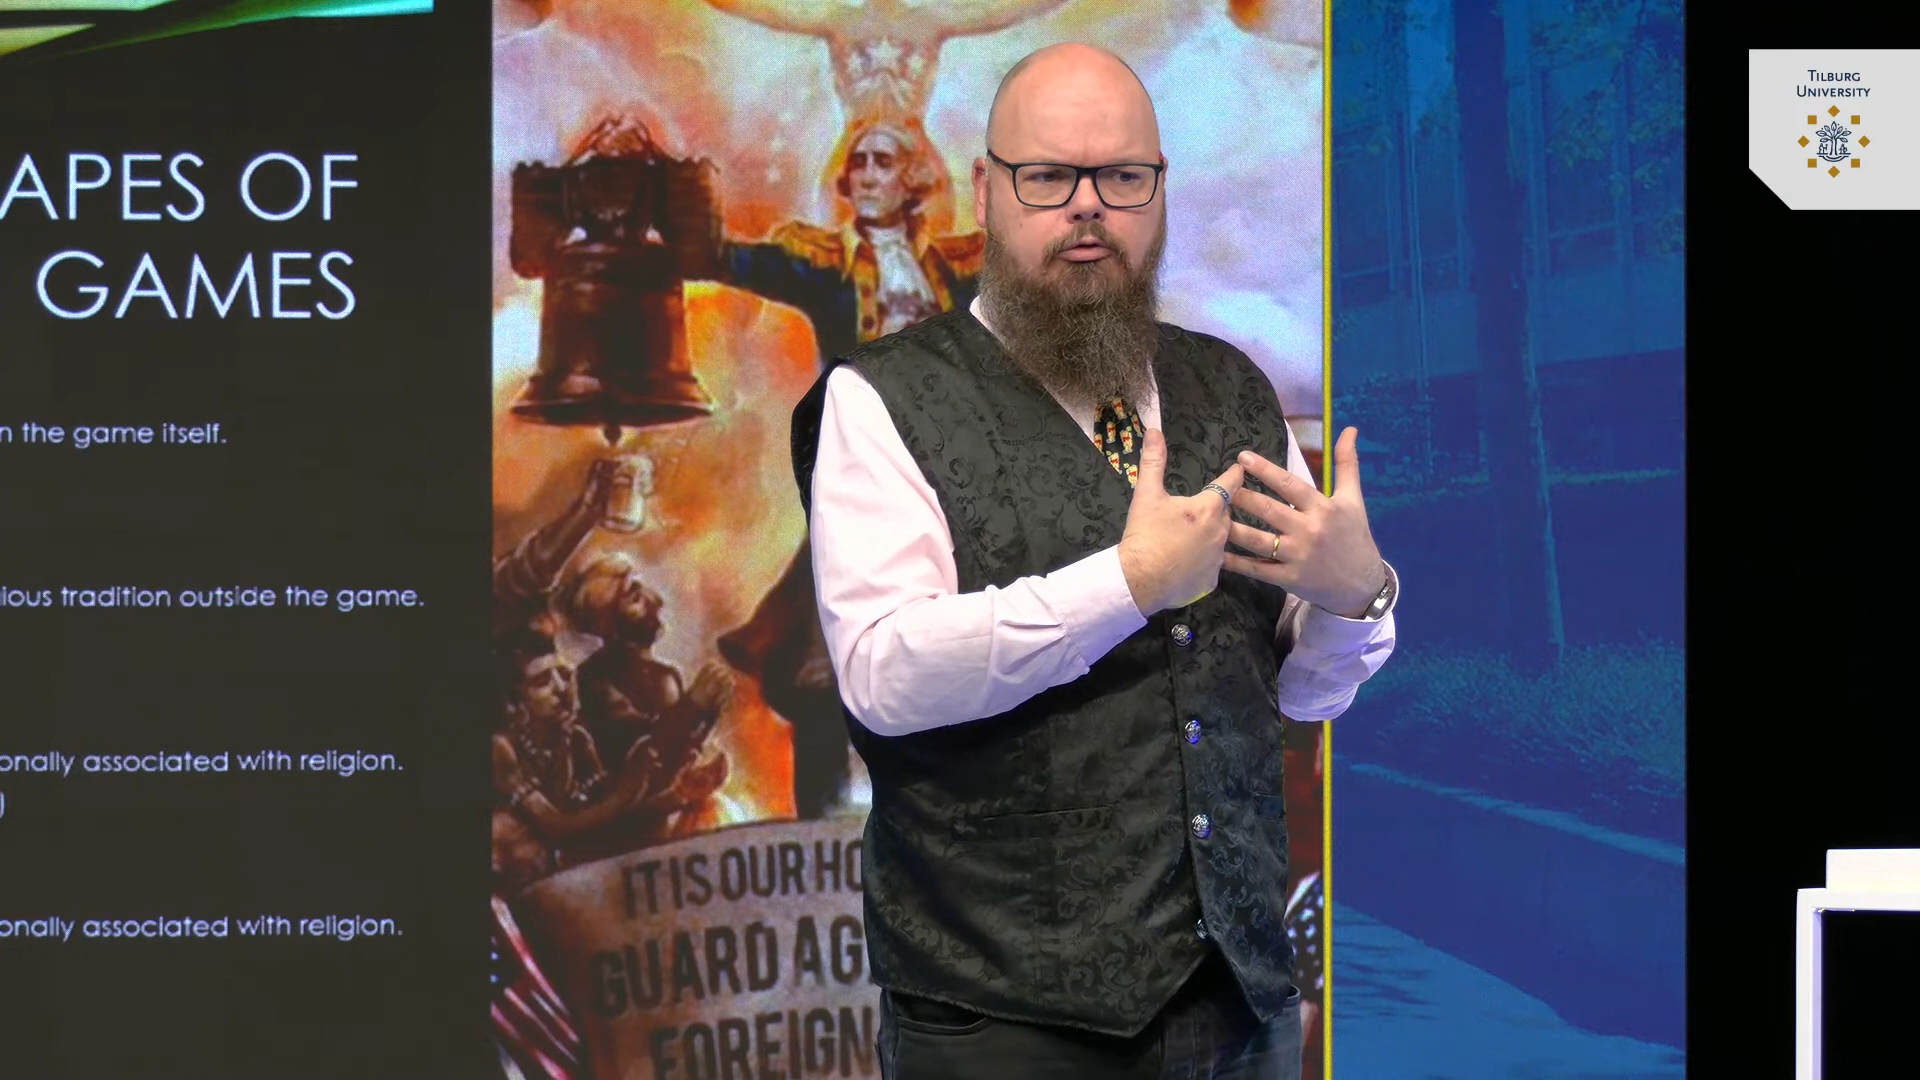 APES OF
GAMES
n the game itself.
ious tradition outside the game.
onally associated with religion.
onally associated with religion.
IT IS OUR HO
GUARD AG
FOREIGN
TILBURG
UNIVERSITY